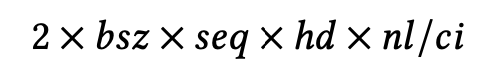 2 × bsz × seq × hd × nl/ci